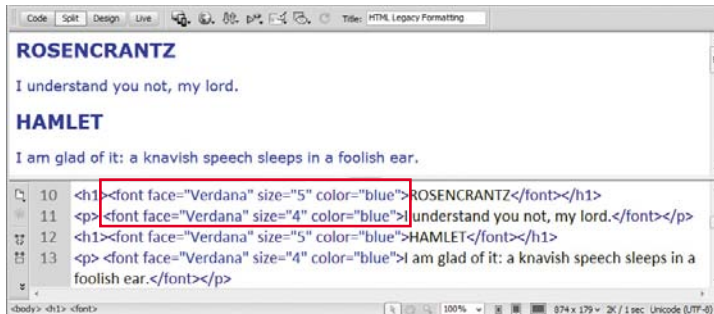 Code Split Design Live Title: HTML Legacy Formatting
ROSENCRANTZ
I understand you not, my lord.
HAMLET
I am glad of it: a knavish speech sleeps in a foolish ear.
10 <h1><font face="Verdana" size="5" color="blue">ROSENCRANTZ</font></h1>
11 <p> <font face="Verdana" size="4" color="blue">I understand you not, my lord.</font></p>
12 <h1><font face="Verdana" size="5" color="blue">HAMLET</font></h1>
13 <p> <font face="Verdana" size="4" color="blue">I am glad of it: a knavish speech sleeps in a
foolish ear.</font></p>
<body> <h1> <font> 100% 874 x 179 2K / 1 sec Unicode (UTF-8)